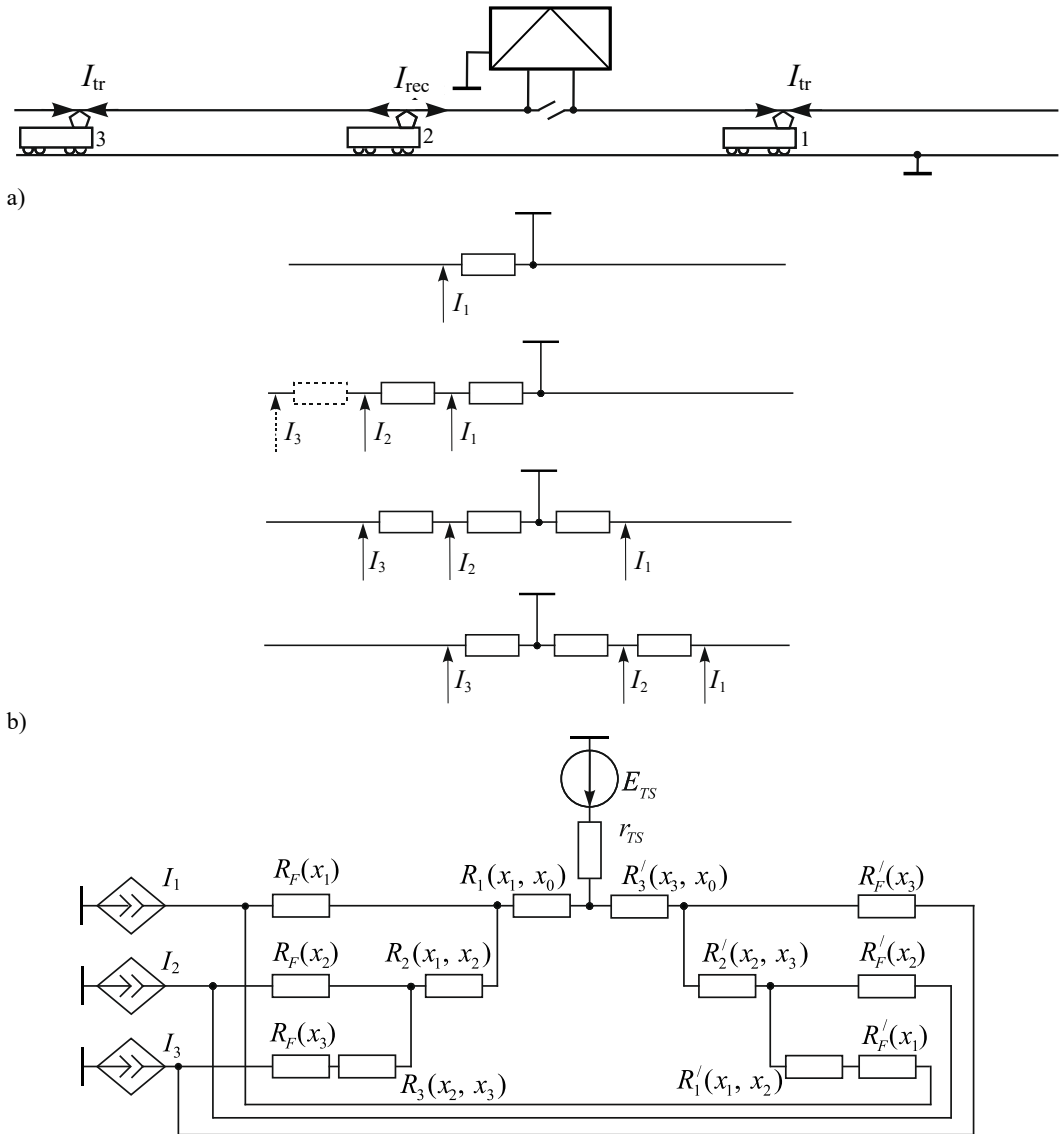 I_tr I_rec I_tr
3 2 1
a)
I_1
I_3 I_2 I_1
I_3 I_2 I_1
I_3 I_2 I_1
b)
E_TS
r_TS
I_1 R_F(x_1) R_1(x_1, x_0) R_3^/(x_3, x_0) R_F^/(x_3)
I_2 R_F(x_2) R_2(x_1, x_2) R_2^/(x_2, x_3) R_F^/(x_2)
I_3 R_F(x_3) R_3(x_2, x_3) R_1^/(x_1, x_2) R_F^/(x_1)